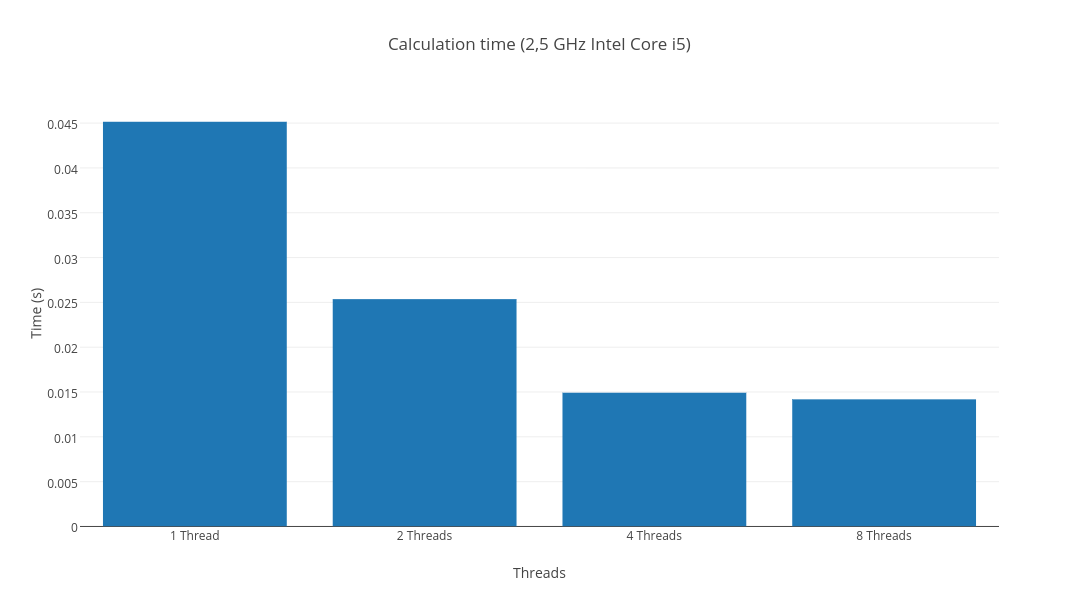 Calculation time (2,5 GHz Intel Core i5)
Time (s)
0.045
0.04
0.035
0.03
0.025
0.02
0.015
0.01
0.005
0
1 Thread
2 Threads
4 Threads
8 Threads
Threads